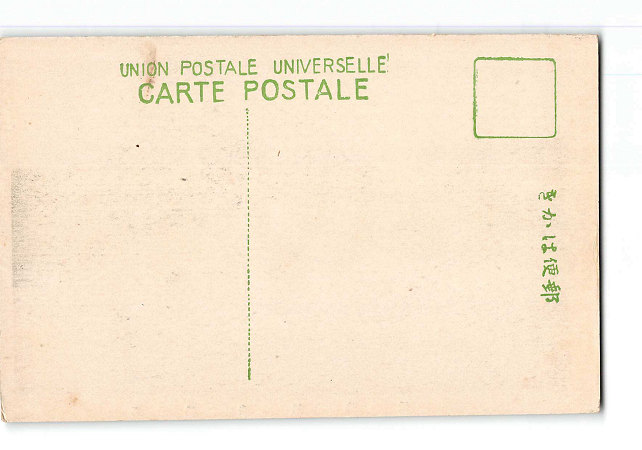 UNION POSTALE UNIVERSELLE
CARTE POSTALE
郵便はかき